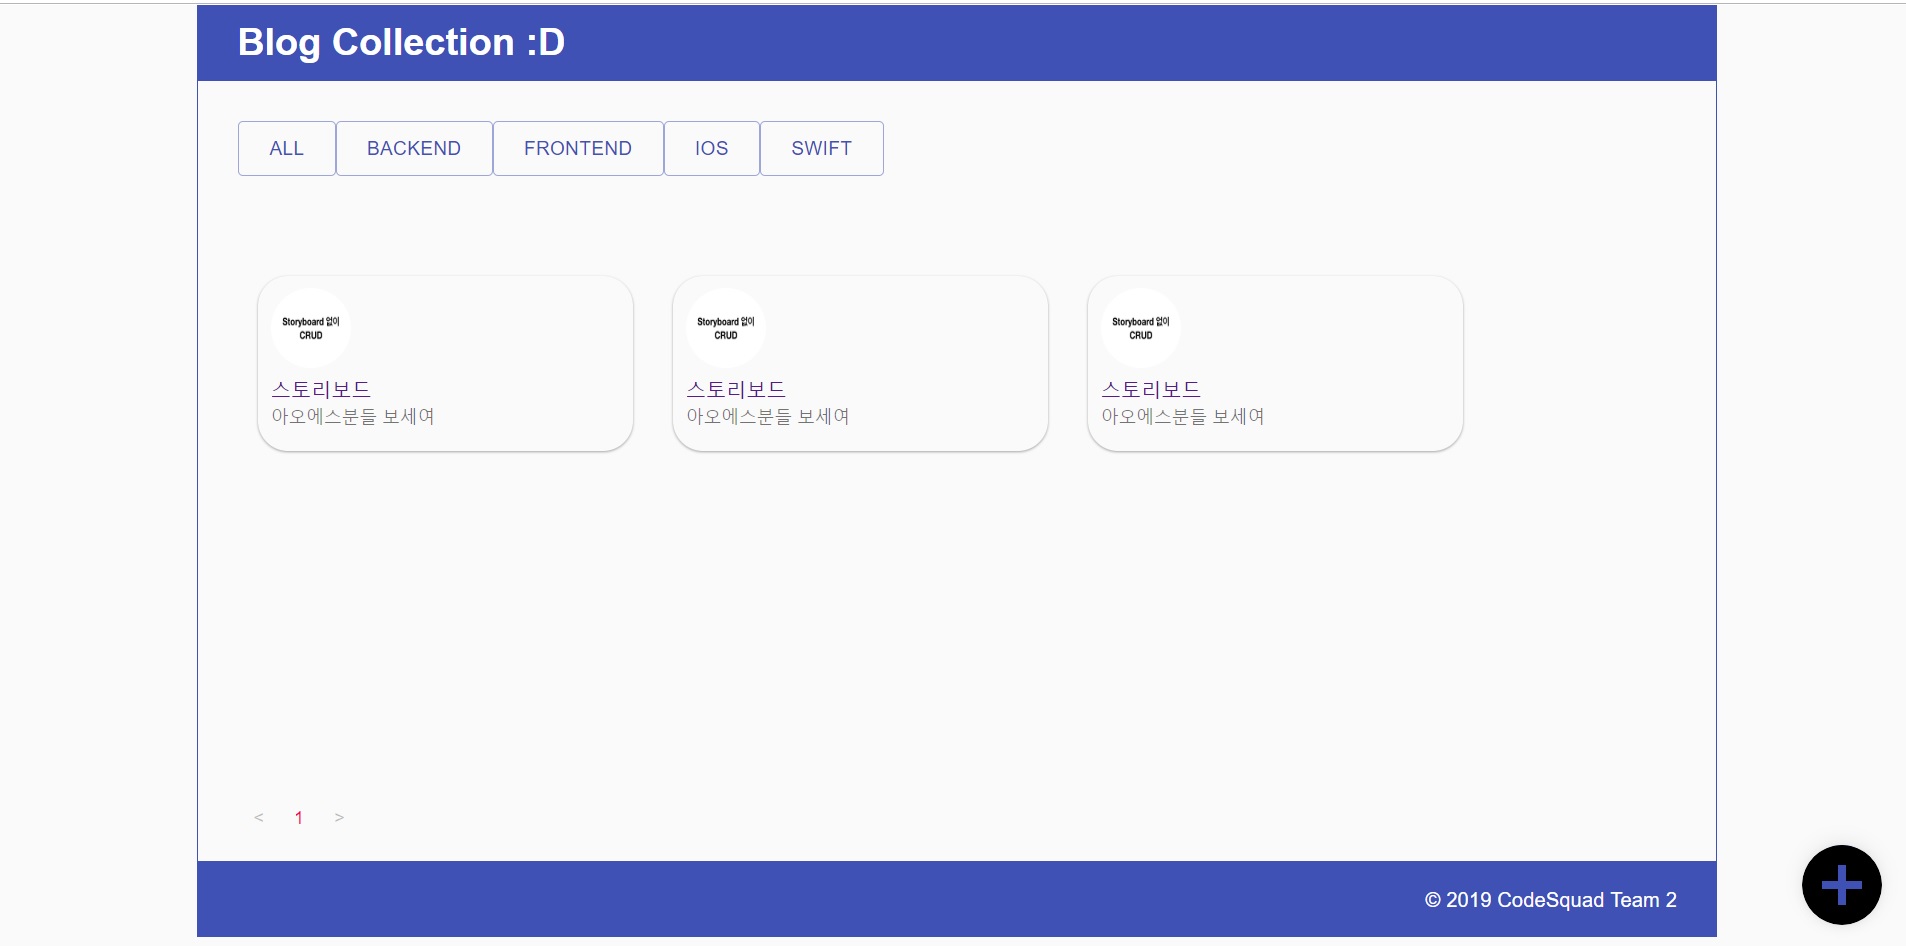 Blog Collection :D
ALL BACKEND FRONTEND IOS SWIFT
Storyboard 없이
CRUD
스토리보드
아오에스분들 보세여
Storyboard 없이
CRUD
스토리보드
아오에스분들 보세여
Storyboard 없이
CRUD
스토리보드
아오에스분들 보세여
< 1 >
© 2019 CodeSquad Team 2